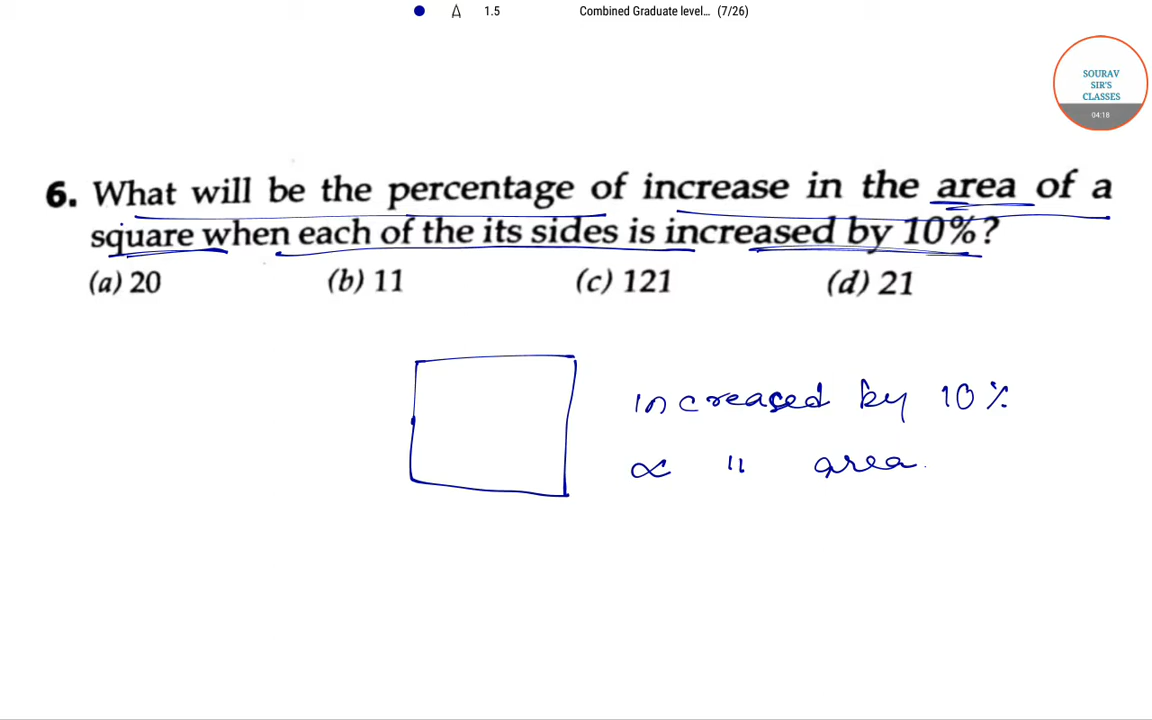 1.5 Combined Graduate level... (7/26)
SOURAV
SIR'S
CLASSES
04:18
6. What will be the percentage of increase in the area of a
square when each of the its sides is increased by 10%?
(a) 20 (b) 11 (c) 121 (d) 21
increased by 10%
∝ " area.